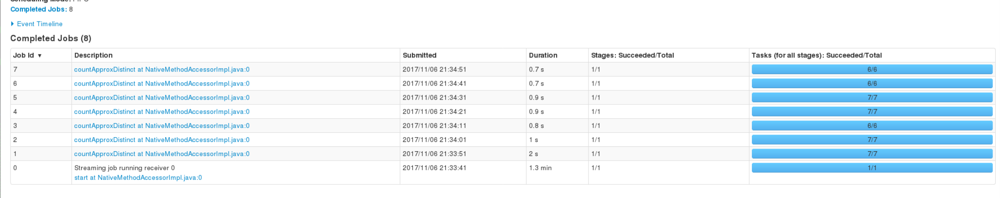 Completed Jobs: 8
Event Timeline
Completed Jobs (8)
Job Id ▼ Description Submitted Duration Stages: Succeeded/Total Tasks (for all stages): Succeeded/Total
7 countApproxDistinct at NativeMethodAccessorImpl.java:0 2017/11/06 21:34:51 0.7 s 1/1 6/6
6 countApproxDistinct at NativeMethodAccessorImpl.java:0 2017/11/06 21:34:41 0.7 s 1/1 6/6
5 countApproxDistinct at NativeMethodAccessorImpl.java:0 2017/11/06 21:34:31 0.9 s 1/1 7/7
4 countApproxDistinct at NativeMethodAccessorImpl.java:0 2017/11/06 21:34:21 0.9 s 1/1 7/7
3 countApproxDistinct at NativeMethodAccessorImpl.java:0 2017/11/06 21:34:11 0.8 s 1/1 6/6
2 countApproxDistinct at NativeMethodAccessorImpl.java:0 2017/11/06 21:34:01 1 s 1/1 7/7
1 countApproxDistinct at NativeMethodAccessorImpl.java:0 2017/11/06 21:33:51 2 s 1/1 7/7
0 Streaming job running receiver 0 2017/11/06 21:33:41 1.3 min 1/1 1/1
start at NativeMethodAccessorImpl.java:0